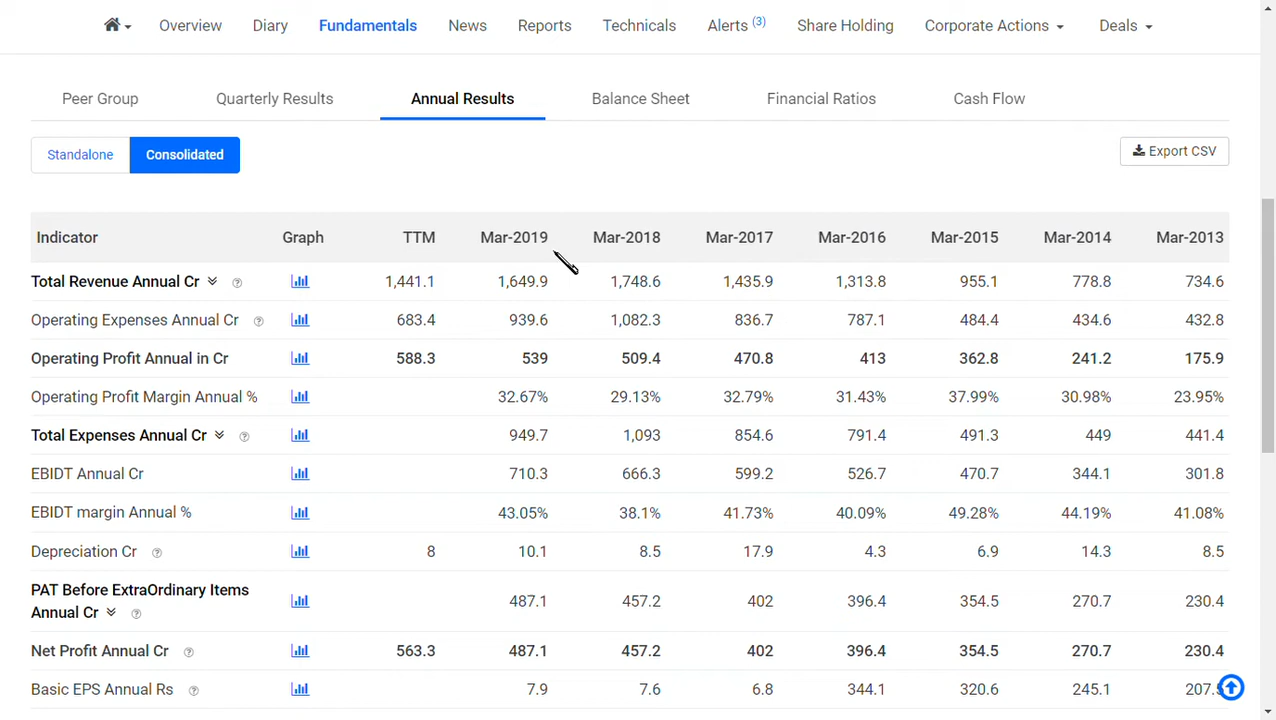 Overview Diary Fundamentals News Reports Technicals Alerts (3) Share Holding Corporate Actions Deals
Peer Group Quarterly Results Annual Results Balance Sheet Financial Ratios Cash Flow
Standalone Consolidated Export CSV
Indicator Graph TTM Mar-2019 Mar-2018 Mar-2017 Mar-2016 Mar-2015 Mar-2014 Mar-2013
Total Revenue Annual Cr 1,441.1 1,649.9 1,748.6 1,435.9 1,313.8 955.1 778.8 734.6
Operating Expenses Annual Cr 683.4 939.6 1,082.3 836.7 787.1 484.4 434.6 432.8
Operating Profit Annual in Cr 588.3 539 509.4 470.8 413 362.8 241.2 175.9
Operating Profit Margin Annual % 32.67% 29.13% 32.79% 31.43% 37.99% 30.98% 23.95%
Total Expenses Annual Cr 949.7 1,093 854.6 791.4 491.3 449 441.4
EBIDT Annual Cr 710.3 666.3 599.2 526.7 470.7 344.1 301.8
EBIDT margin Annual % 43.05% 38.1% 41.73% 40.09% 49.28% 44.19% 41.08%
Depreciation Cr 8 10.1 8.5 17.9 4.3 6.9 14.3 8.5
PAT Before ExtraOrdinary Items
Annual Cr 487.1 457.2 402 396.4 354.5 270.7 230.4
Net Profit Annual Cr 563.3 487.1 457.2 402 396.4 354.5 270.7 230.4
Basic EPS Annual Rs 7.9 7.6 6.8 344.1 320.6 245.1